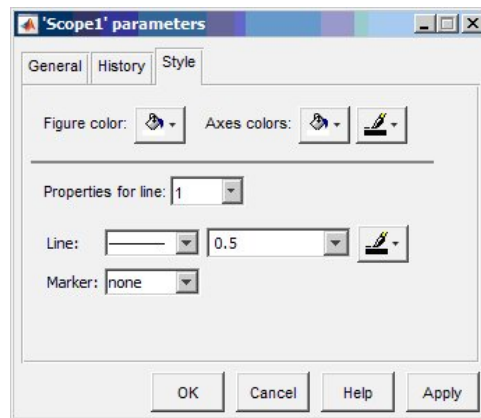 'Scope1' parameters
General History Style
Figure color: Axes colors:
Properties for line: 1
Line: 0.5
Marker: none
OK Cancel Help Apply